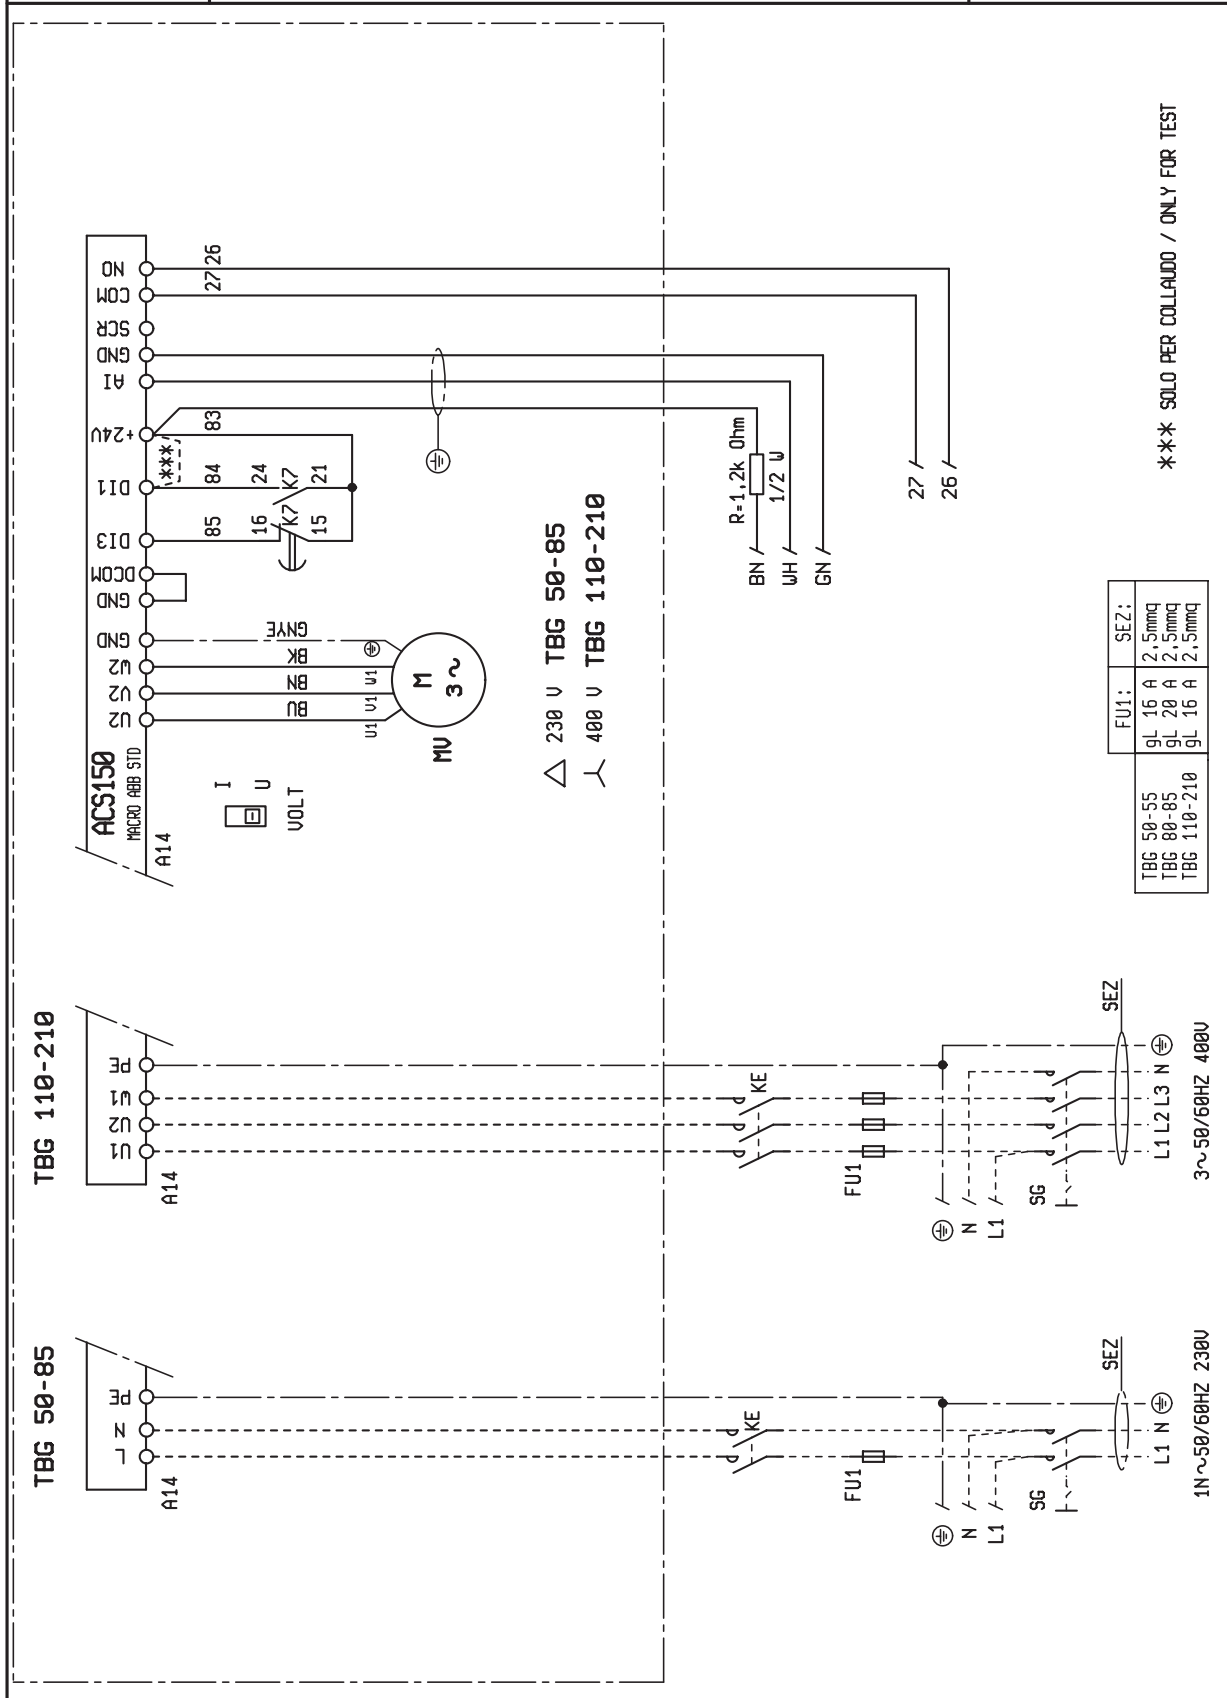 TBG 50-85
L
N
PE
A14
KE
FU1
N
L1
SG
SEZ
L1 N
1N~50/60HZ 230V
TBG 110-210
U1
U2
W1
PE
A14
KE
FU1
N
L1
SG
SEZ
L1 L2 L3 N
3~50/60HZ 400V
ACS150
MACRO ABB STD
A14
U2
V2
W2
GND
GND
DCOM
DI3
DI1
+24V
AI
GND
SCR
COM
NO
I
U
VOLT
BU
BN
BK
GNYE
U1 V1 W1
M
3~
MV
85
84
83
27 26
16
24
K7
K7
15
21
***
230 V TBG 50-85
400 V TBG 110-210
R=1,2k Ohm
1/2 W
BN
WH
GN
27
26
FU1: SEZ:
TBG 50-55 gL 16 A 2,5mmq
TBG 80-85 gL 20 A 2,5mmq
TBG 110-210 gL 16 A 2,5mmq
*** SOLO PER COLLAUDO / ONLY FOR TEST